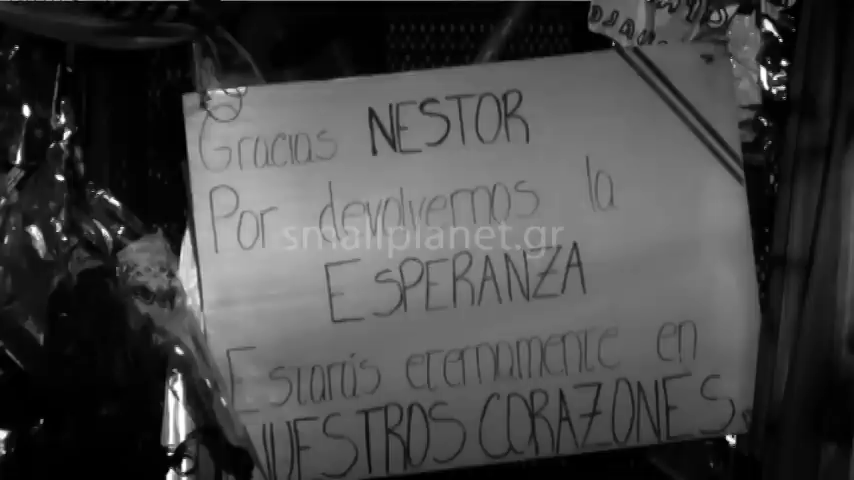 Gracias NESTOR
Por devolvernos la
smallplanet.gr
ESPERANZA
Estarás eternamente en
NUESTROS CORAZONES